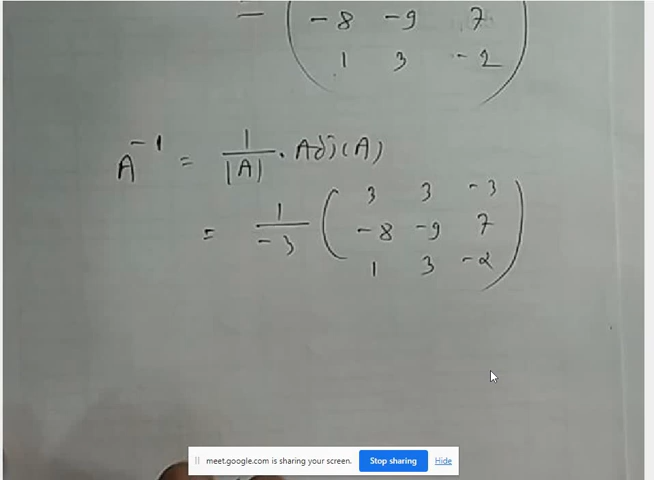 =
-8 -9 7
1 3 -2
A⁻¹ = 1/|A| . Adj(A)
= 1/-3 ( 3 3 -3
-8 -9 7
1 3 -2 )
meet.google.com is sharing your screen. Stop sharing Hide